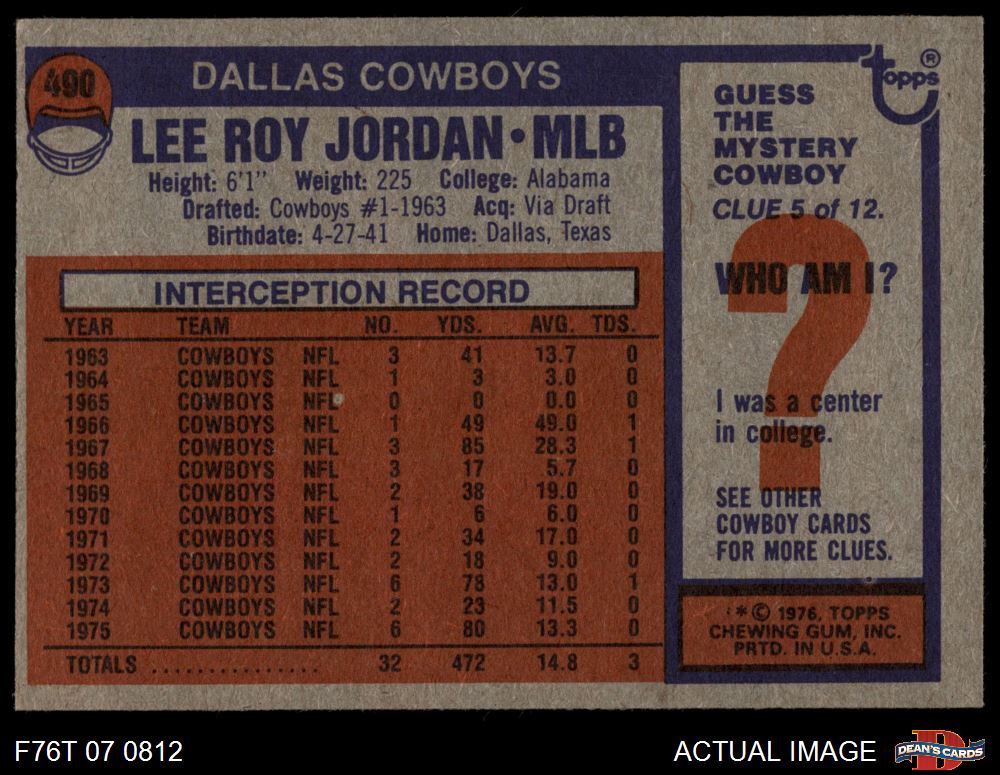 490
DALLAS COWBOYS
LEE ROY JORDAN • MLB
Height: 6'1" Weight: 225 College: Alabama
Drafted: Cowboys #1-1963 Acq: Via Draft
Birthdate: 4-27-41 Home: Dallas, Texas
INTERCEPTION RECORD
YEAR TEAM NO. YDS. AVG. TDS.
1963 COWBOYS NFL 3 41 13.7 0
1964 COWBOYS NFL 1 3 3.0 0
1965 COWBOYS NFL 0 0 0.0 0
1966 COWBOYS NFL 1 49 49.0 1
1967 COWBOYS NFL 3 85 28.3 1
1968 COWBOYS NFL 3 17 5.7 0
1969 COWBOYS NFL 2 38 19.0 0
1970 COWBOYS NFL 1 6 6.0 0
1971 COWBOYS NFL 2 34 17.0 0
1972 COWBOYS NFL 2 18 9.0 0
1973 COWBOYS NFL 6 78 13.0 1
1974 COWBOYS NFL 2 23 11.5 0
1975 COWBOYS NFL 6 80 13.3 0
TOTALS ............... 32 472 14.8 3
topps ®
GUESS
THE
MYSTERY
COWBOY
CLUE 5 of 12.
?
WHO AM I?
I was a center
in college.
SEE OTHER
COWBOY CARDS
FOR MORE CLUES.
* © 1976, TOPPS
CHEWING GUM, INC.
PRTD. IN U.S.A.
F76T 07 0812
ACTUAL IMAGE
D
DEAN'S CARDS